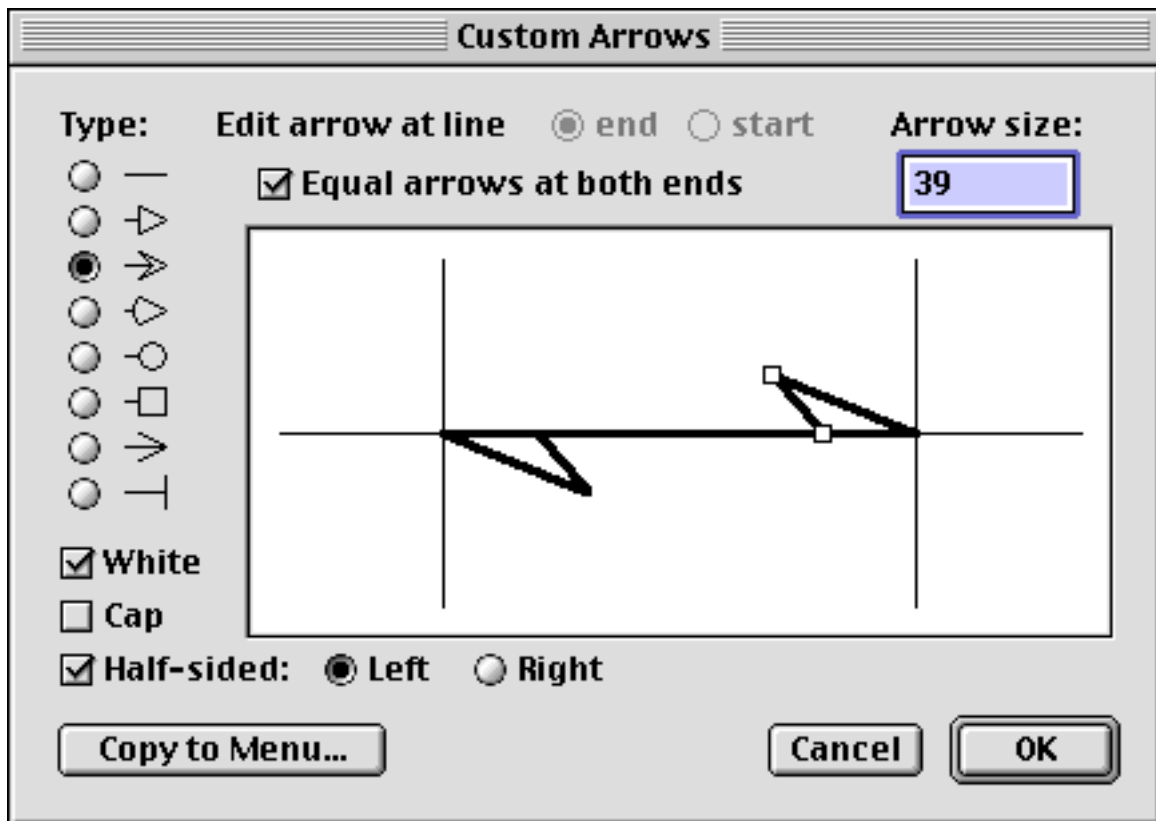 Custom Arrows
Type: Edit arrow at line end start Arrow size:
Equal arrows at both ends 39
White
Cap
Half-sided: Left Right
Copy to Menu... Cancel OK